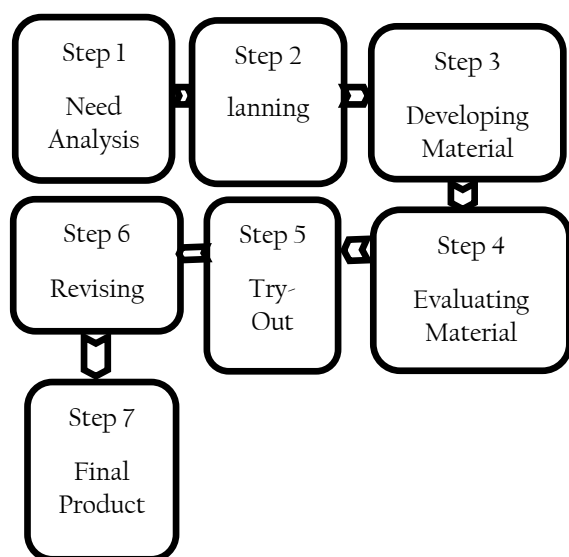 Step 1
Need
Analysis
Step 2
lanning
Step 3
Developing
Material
Step 4
Evaluating
Material
Step 5
Try-
Out
Step 6
Revising
Step 7
Final
Product